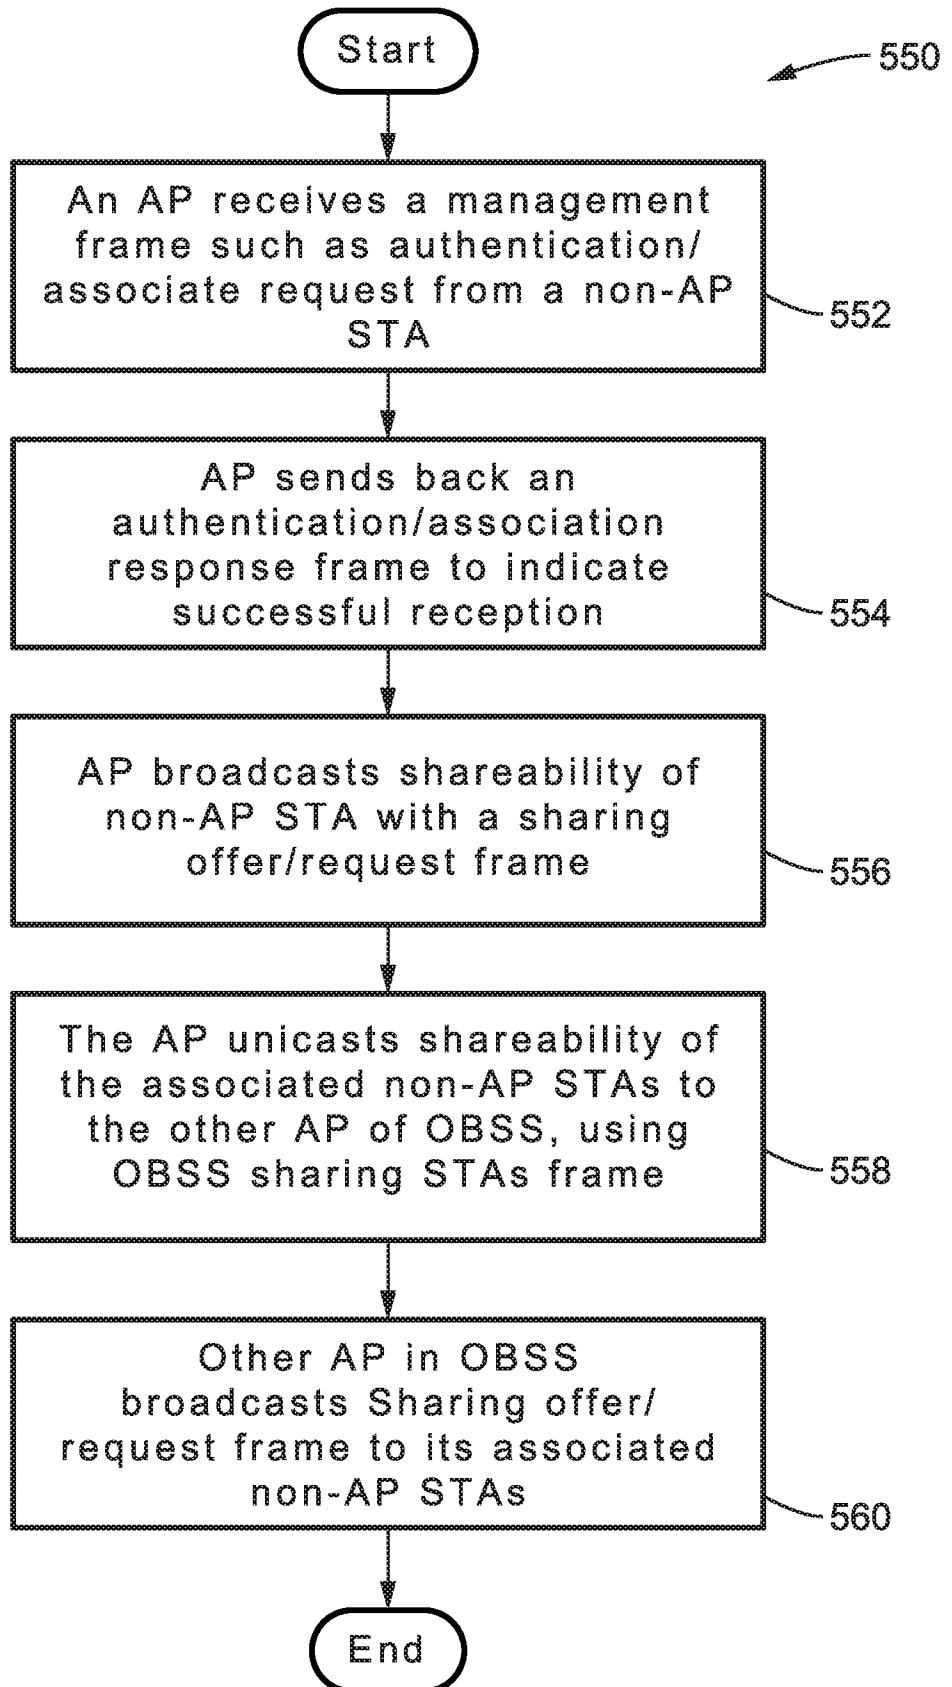 Start
550
An AP receives a management
frame such as authentication/
associate request from a non-AP
STA
552
AP sends back an
authentication/association
response frame to indicate
successful reception
554
AP broadcasts shareability of
non-AP STA with a sharing
offer/request frame
556
The AP unicasts shareability of
the associated non-AP STAs to
the other AP of OBSS, using
OBSS sharing STAs frame
558
Other AP in OBSS
broadcasts Sharing offer/
request frame to its associated
non-AP STAs
560
End